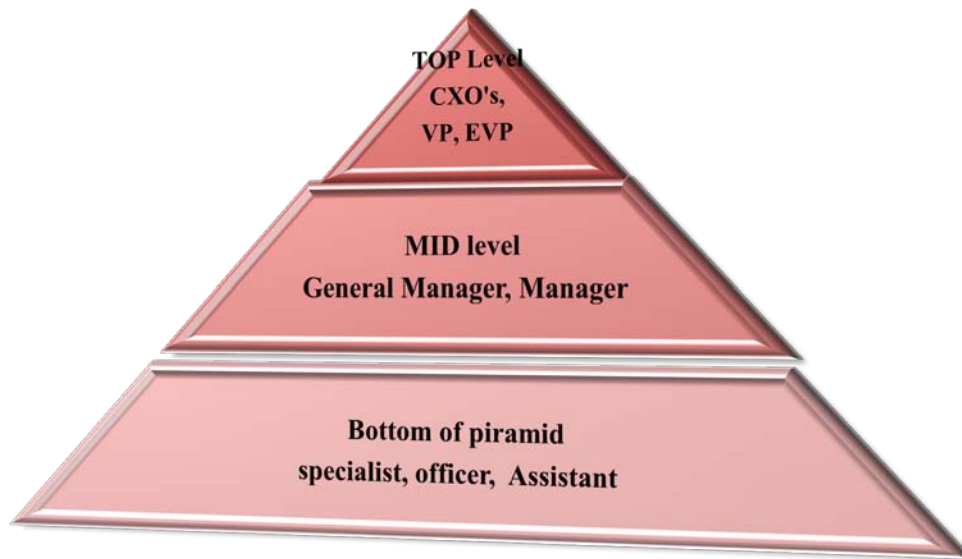 TOP Level
CXO's,
VP, EVP
MID level
General Manager, Manager
Bottom of piramid
specialist, officer, Assistant